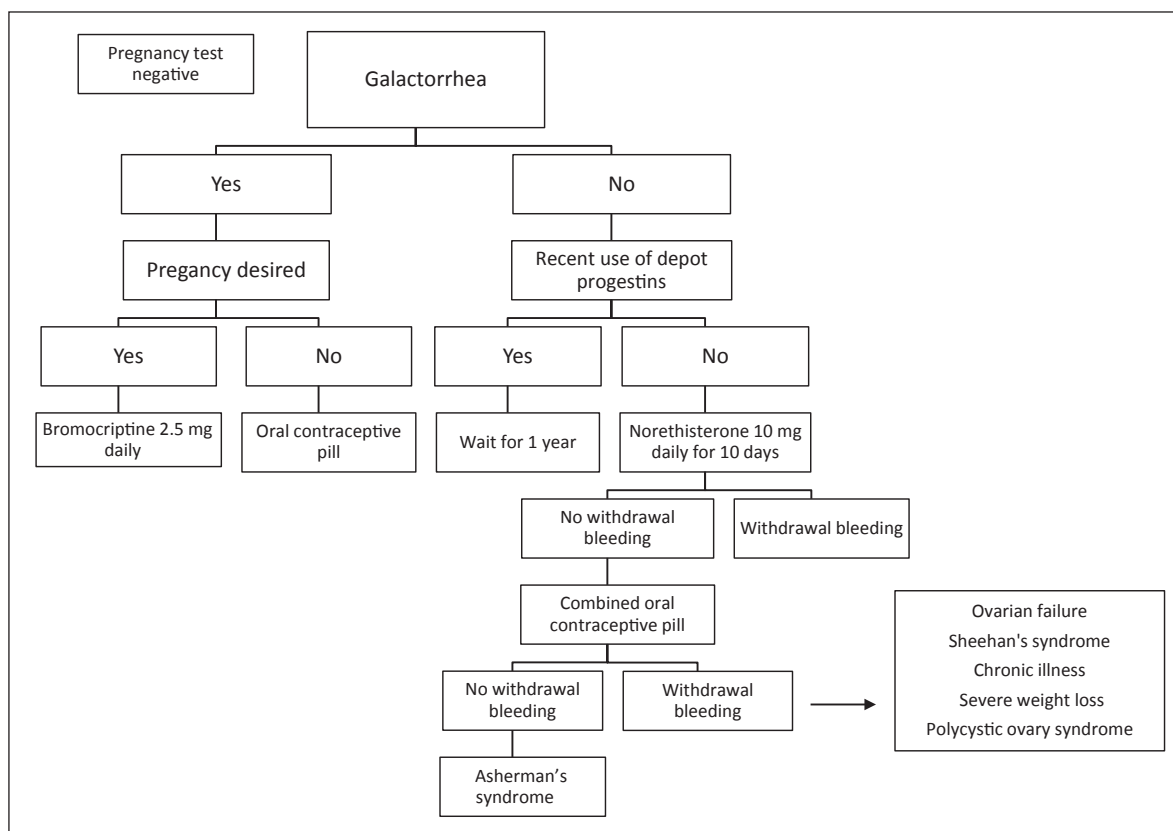 Pregnancy test
negative
Galactorrhea
Yes
No
Pregancy desired
Recent use of depot
progestins
Yes
No
Yes
No
Bromocriptine 2.5 mg
daily
Oral contraceptive
pill
Wait for 1 year
Norethisterone 10 mg
daily for 10 days
No withdrawal
bleeding
Withdrawal bleeding
Combined oral
contraceptive pill
No withdrawal
bleeding
Withdrawal
bleeding
Ovarian failure
Sheehan's syndrome
Chronic illness
Severe weight loss
Polycystic ovary syndrome
Asherman’s
syndrome